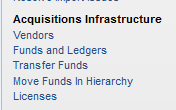 Acquisitions Infrastructure
Vendors
Funds and Ledgers
Transfer Funds
Move Funds In Hierarchy
Licenses